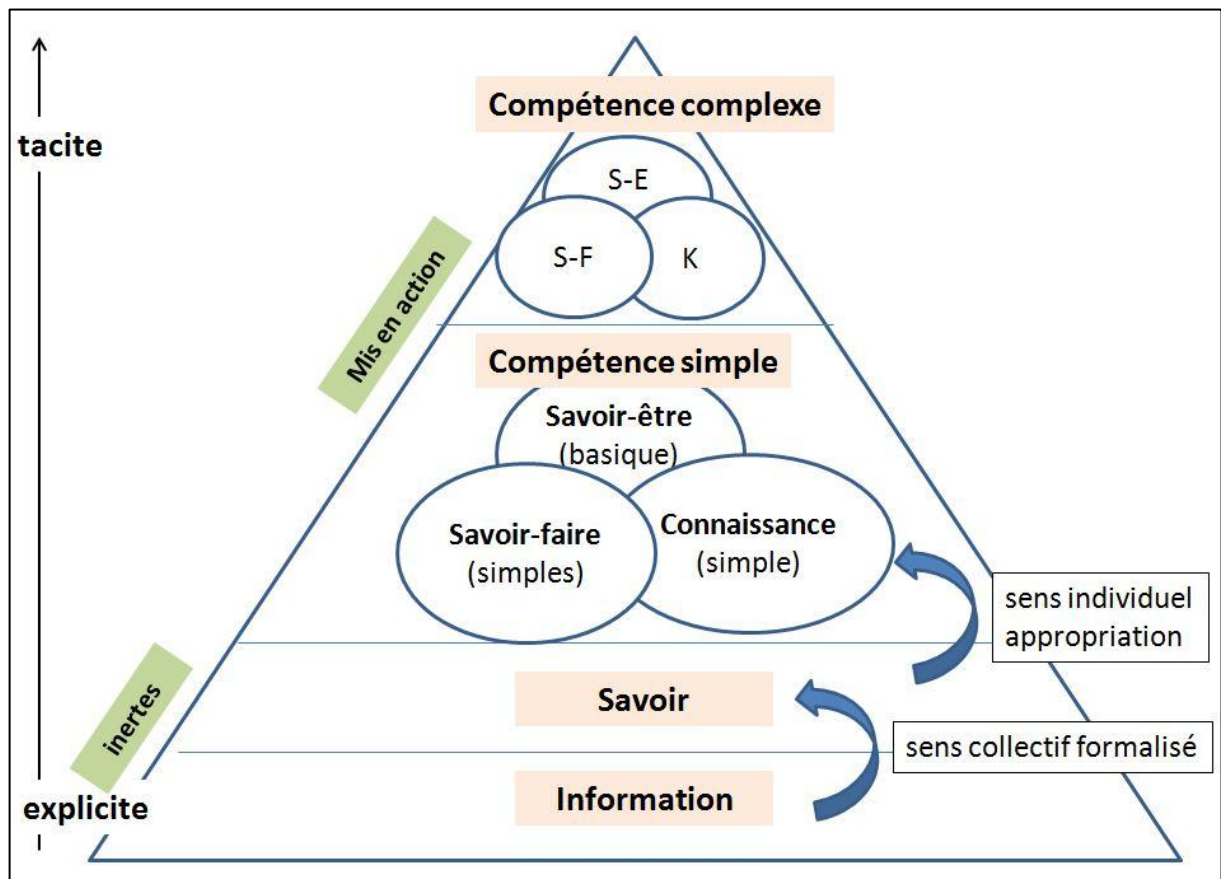 Compétence complexe
tacite
S-E
S-F
K
Mis en action
Compétence simple
Savoir-être
(basique)
Savoir-faire
(simples)
Connaissance
(simple)
sens individuel
appropriation
inertes
Savoir
sens collectif formalisé
explicite
Information